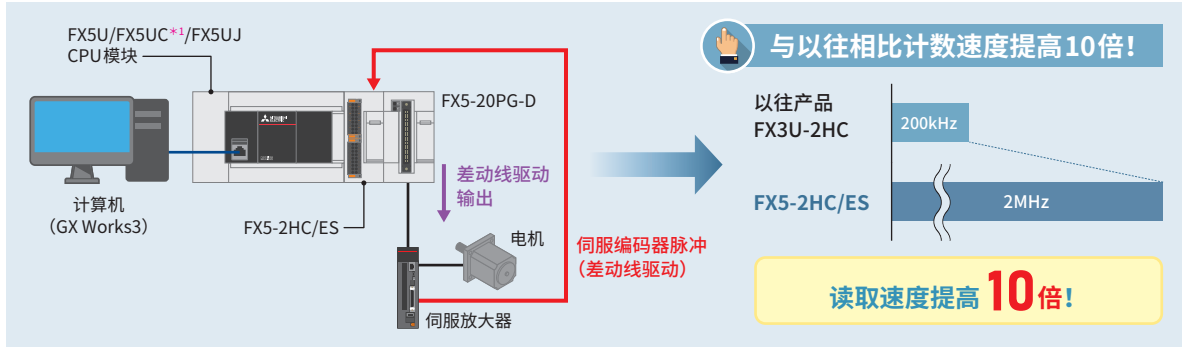 FX5U/FX5UC*1/FX5UJ
CPU模块
FX5-20PG-D
差动线驱动
输出
计算机
（GX Works3）
FX5-2HC/ES
电机
伺服编码器脉冲
（差动线驱动）
伺服放大器
与以往相比计数速度提高10倍！
以往产品
FX3U-2HC
200kHz
FX5-2HC/ES
2MHz
读取速度提高10倍！